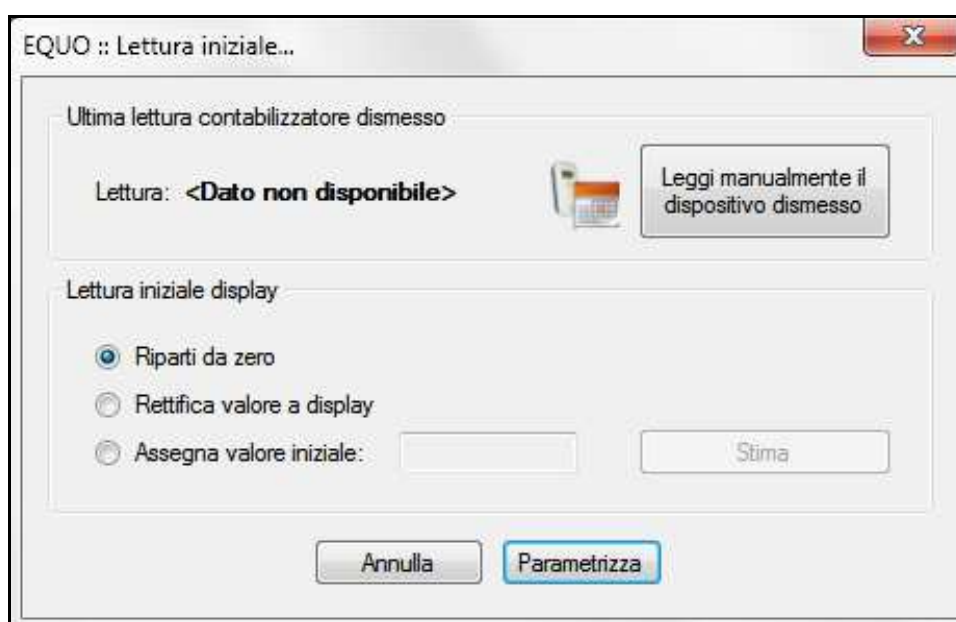 EQUO :: Lettura iniziale...
Ultima lettura contabilizzatore dismesso
Lettura: <Dato non disponibile>
Leggi manualmente il
dispositivo dismesso
Lettura iniziale display
Riparti da zero
Rettifica valore a display
Assegna valore iniziale:
Stima
Annulla
Parametrizza